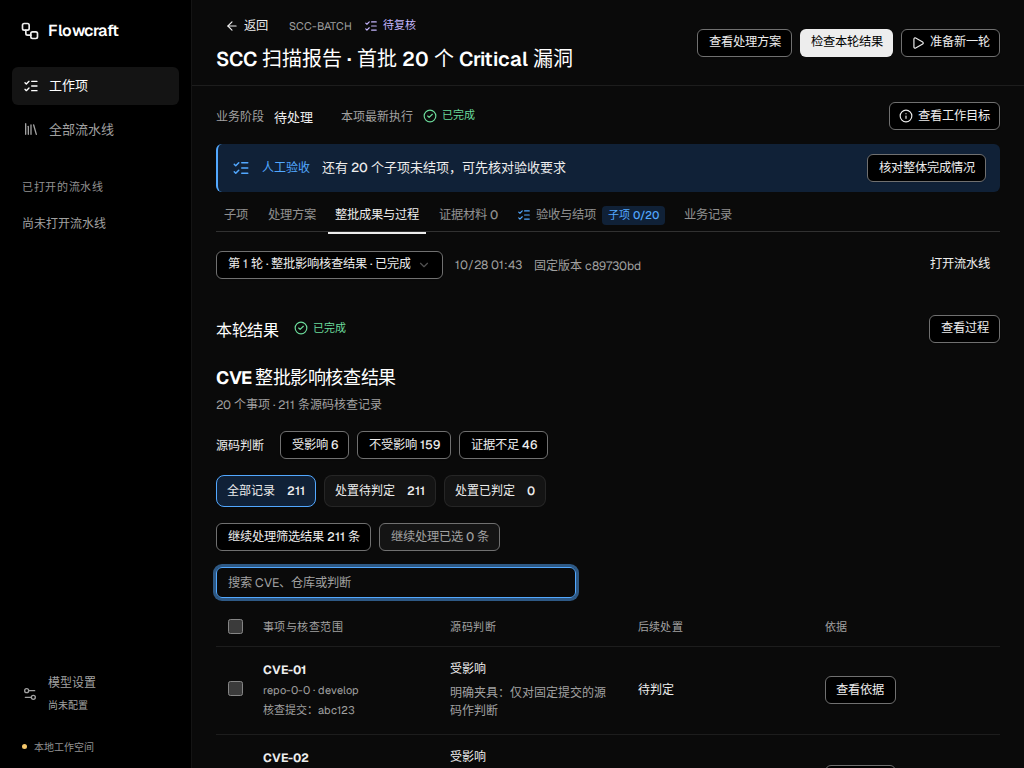 Flowcraft
工作项
全部流水线
已打开的流水线
尚未打开流水线
模型设置
尚未配置
本地工作空间
返回 SCC-BATCH 待复核
SCC 扫描报告 · 首批 20 个 Critical 漏洞
查看处理方案 检查本轮结果 准备新一轮
业务阶段 待处理 本项最新执行 已完成 查看工作目标
人工验收 还有 20 个子项未结项，可先核对验收要求 核对整体完成情况
子项 处理方案 整批成果与过程 证据材料 0 验收与结项 子项 0/20 业务记录
第 1 轮 · 整批影响核查结果 · 已完成 10/28 01:43 固定版本 c89730bd 打开流水线
本轮结果 已完成 查看过程
CVE 整批影响核查结果
20 个事项 · 211 条源码核查记录
源码判断 受影响 6 不受影响 159 证据不足 46
全部记录 211 处置待判定 211 处置已判定 0
继续处理筛选结果 211 条 继续处理已选 0 条
搜索 CVE、仓库或判断
事项与核查范围 源码判断 后续处置 依据
CVE-01
repo-0-0 · develop
核查提交：abc123
受影响
明确夹具：仅对固定提交的源
码作判断
待判定
查看依据
CVE-02
受影响